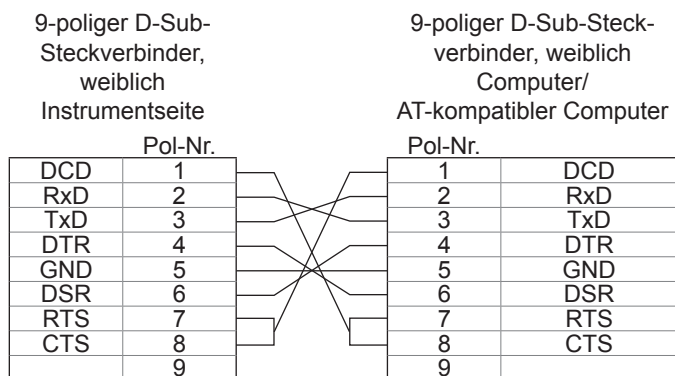 9-poliger D-Sub-
Steckverbinder,
weiblich
Instrumentseite
9-poliger D-Sub-Steck-
verbinder, weiblich
Computer/
AT-kompatibler Computer
Pol-Nr.
Pol-Nr.
DCD 1 1 DCD
RxD 2 2 RxD
TxD 3 3 TxD
DTR 4 4 DTR
GND 5 5 GND
DSR 6 6 DSR
RTS 7 7 RTS
CTS 8 8 CTS
9 9